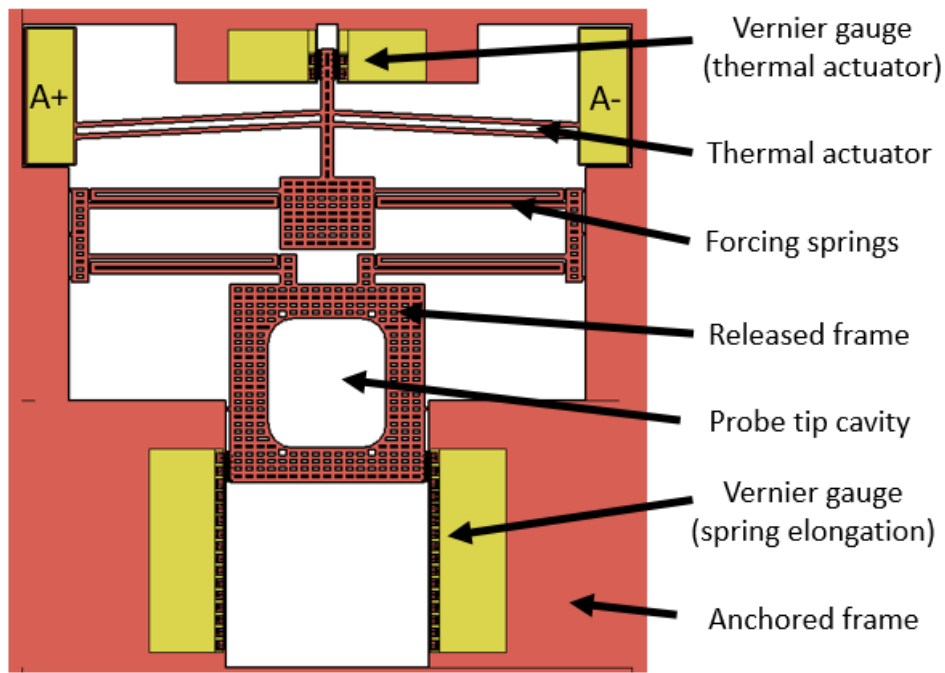 Vernier gauge
(thermal actuator)
A+
A-
Thermal actuator
Forcing springs
Released frame
Probe tip cavity
Vernier gauge
(spring elongation)
Anchored frame